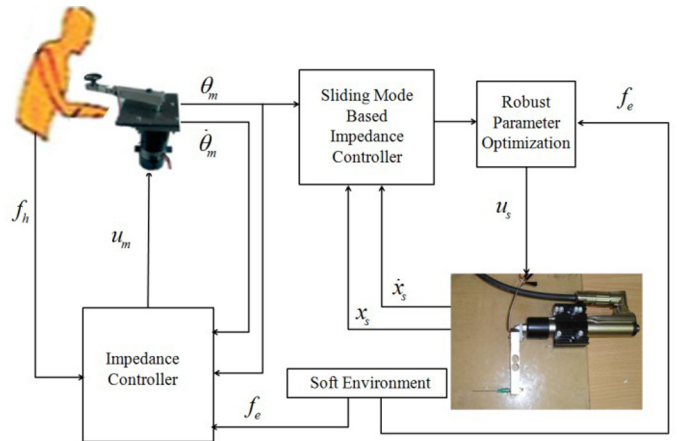 θm
θ̇m
Sliding Mode
Based
Impedance
Controller
Robust
Parameter
Optimization
fe
fh
um
us
ẋs
xs
Impedance
Controller
Soft Environment
fe